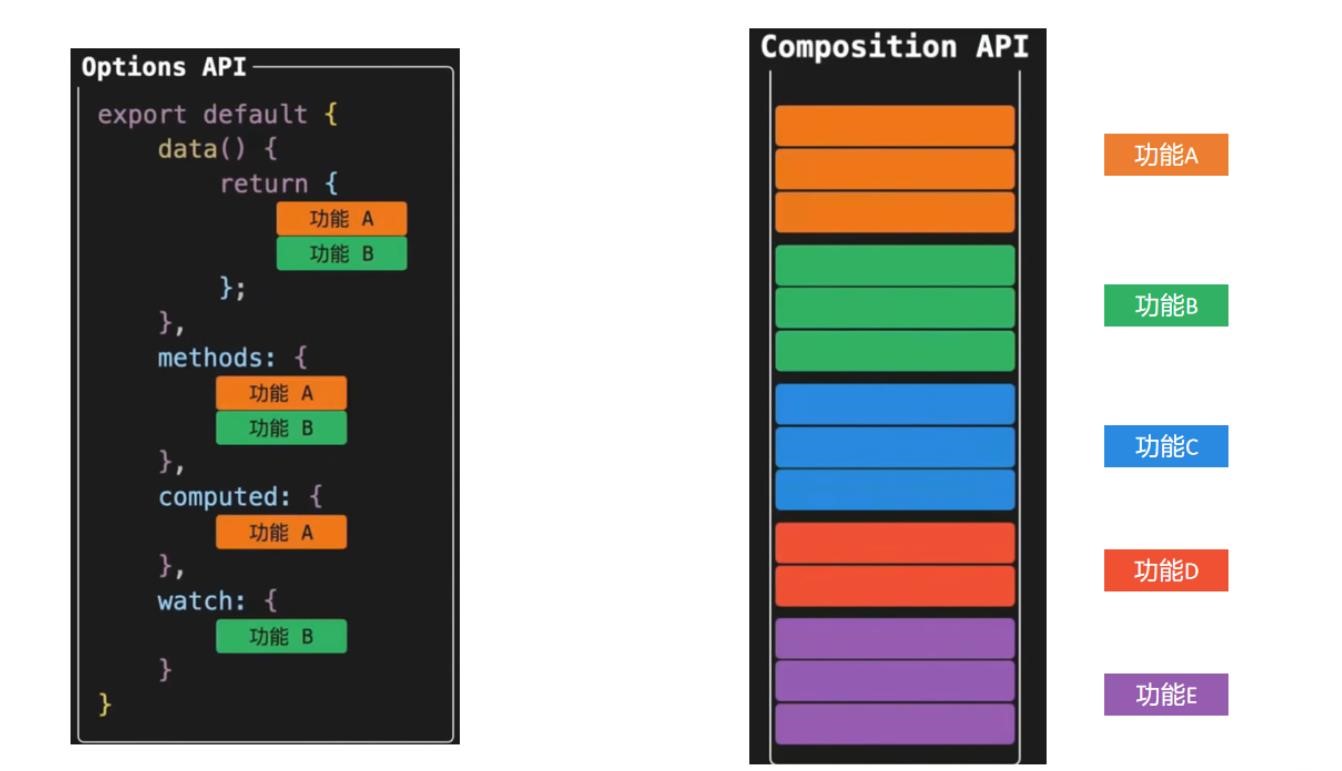 Options API
export default {
data() {
return {
功能 A
功能 B
};
},
methods: {
功能 A
功能 B
},
computed: {
功能 A
},
watch: {
功能 B
}
}
Composition API
功能A
功能B
功能C
功能D
功能E